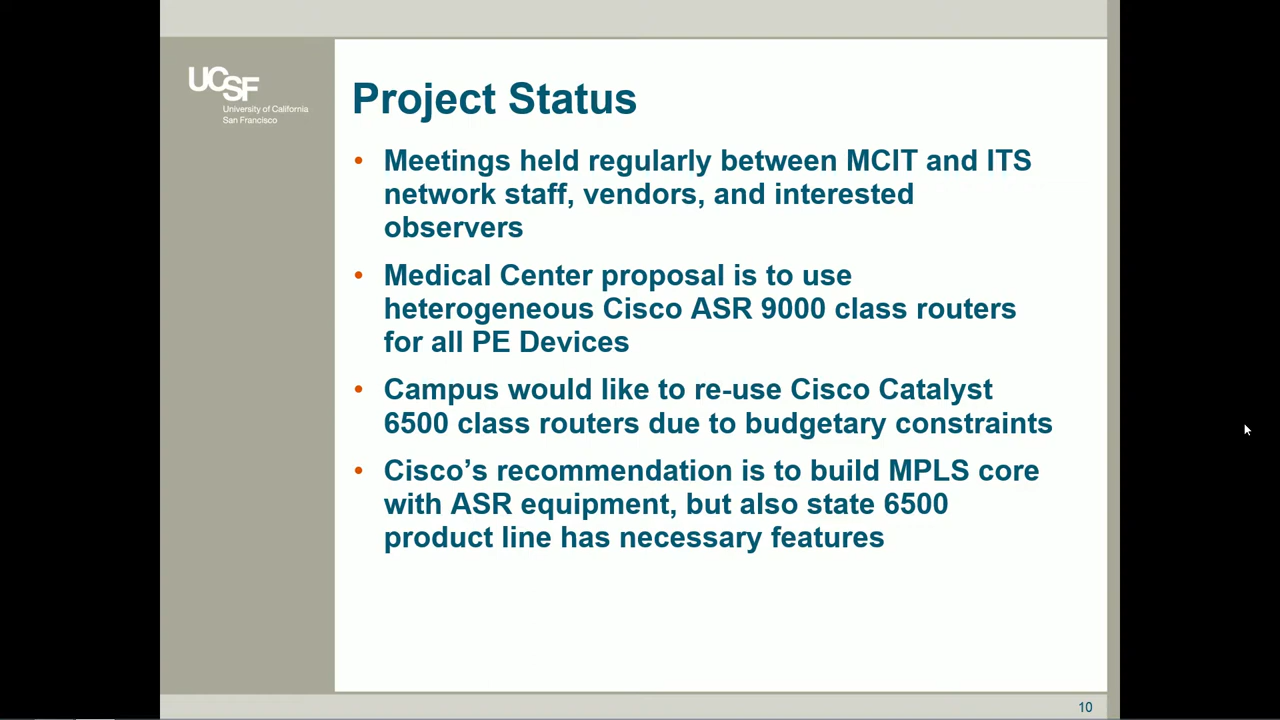 UCSF
University of California
San Francisco
Project Status
• Meetings held regularly between MCIT and ITS
network staff, vendors, and interested
observers
• Medical Center proposal is to use
heterogeneous Cisco ASR 9000 class routers
for all PE Devices
• Campus would like to re-use Cisco Catalyst
6500 class routers due to budgetary constraints
• Cisco’s recommendation is to build MPLS core
with ASR equipment, but also state 6500
product line has necessary features
10